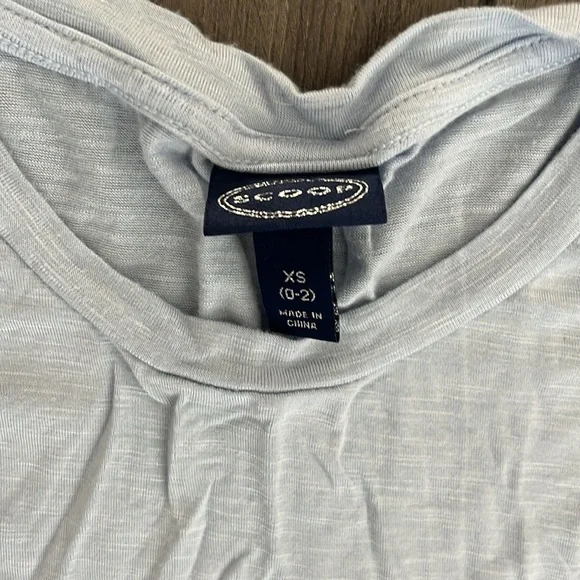 SCOOP
XS
(0-2)
MADE IN
CHINA